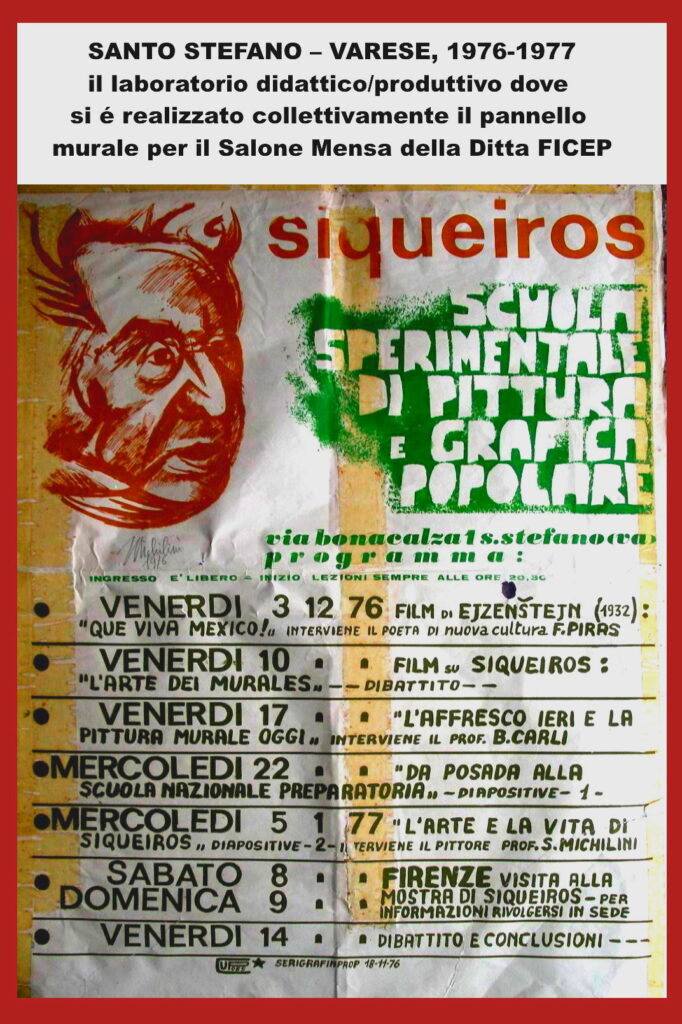 SANTO STEFANO – VARESE, 1976-1977
il laboratorio didattico/produttivo dove
si é realizzato collettivamente il pannello
murale per il Salone Mensa della Ditta FICEP
siqueiros
SCUOLA
SPERIMENTALE
DI PITTURA
E GRAFICA
POPOLARE
via bonacalza 1 s.stefano (va)
programma:
INGRESSO E' LIBERO - INIZIO LEZIONI SEMPRE ALLE ORE 20,30
VENERDI 3 12 76 FILM DI EJZENŠTEJN (1932):
"QUE VIVA MEXICO!" INTERVIENE IL POETA DI nuova cultura F. PIRAS
VENERDI 10 " " FILM su SIQUEIROS:
"L'ARTE DEI MURALES" -- DIBATTITO --
VENERDI 17 " " "L'AFFRESCO IERI E LA
PITTURA MURALE OGGI" INTERVIENE IL PROF. B. CARLI
MERCOLEDI 22 " " "DA POSADA ALLA
SCUOLA NAZIONALE PREPARATORIA" - DIAPOSITIVE - 1 -
MERCOLEDI 5 1 77 "L'ARTE E LA VITA DI
SIQUEIROS" DIAPOSITIVE - 2 - INTERVIENE IL PITTORE PROF. S. MICHILINI
SABATO 8 " " FIRENZE VISITA ALLA
DOMENICA 9 " " MOSTRA DI SIQUEIROS - PER
INFORMAZIONI RIVOLGERSI IN SEDE
VENERDI 14 " " DIBATTITO E CONCLUSIONI ---
SERIGRAFINPROP 18-11-76